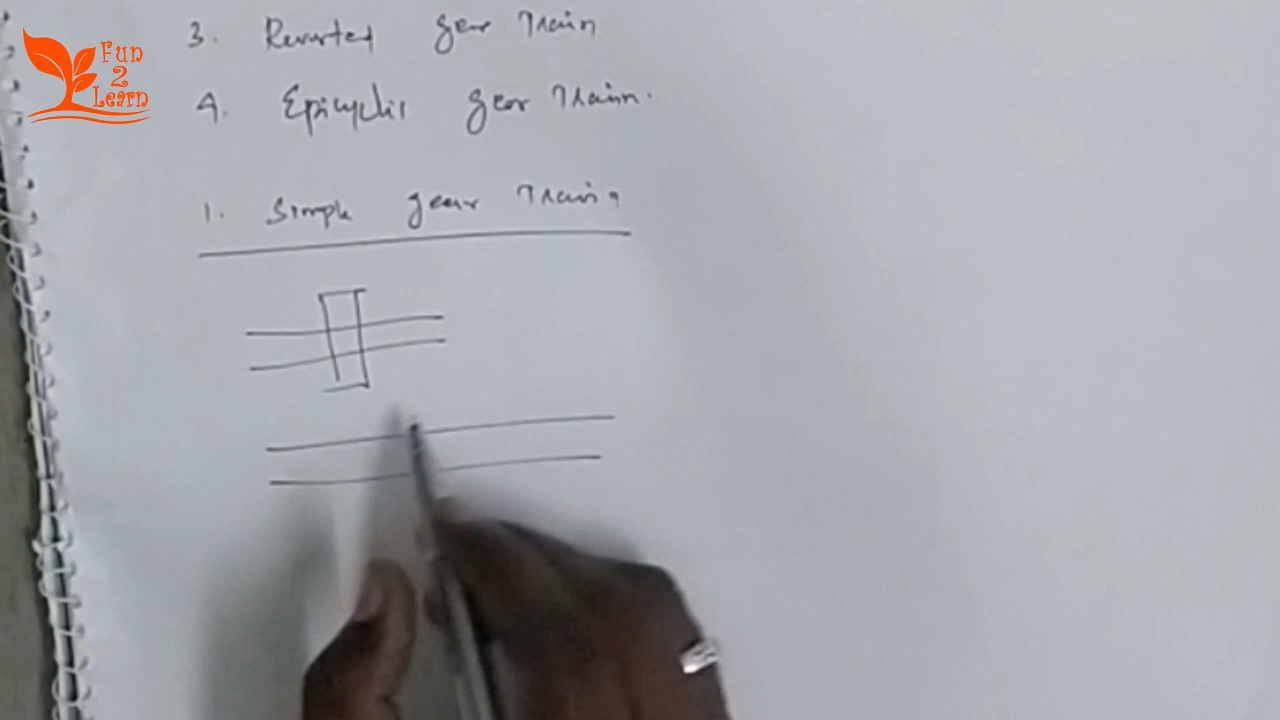 Fun
2
Learn
3. Reverted gear Train
4. Epicyclic gear Train.
1. Simple gear Train